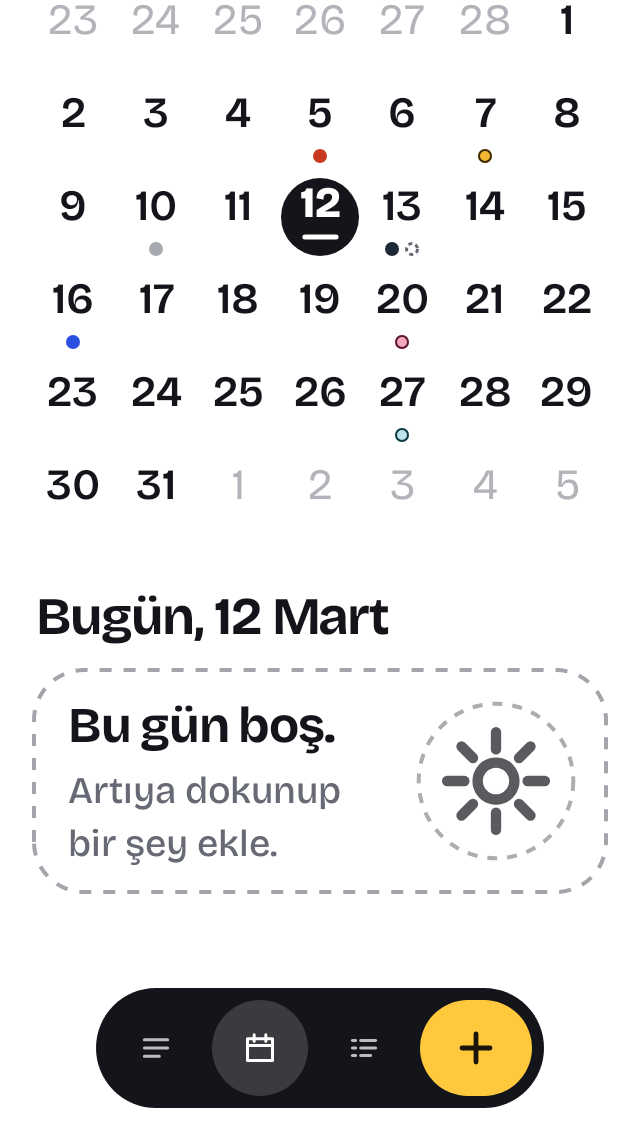 23 24 25 26 27 28 1
2 3 4 5 6 7 8
9 10 11 12 13 14 15
16 17 18 19 20 21 22
23 24 25 26 27 28 29
30 31 1 2 3 4 5
Bugün, 12 Mart
Bu gün boş.
Artıya dokunup
bir şey ekle.